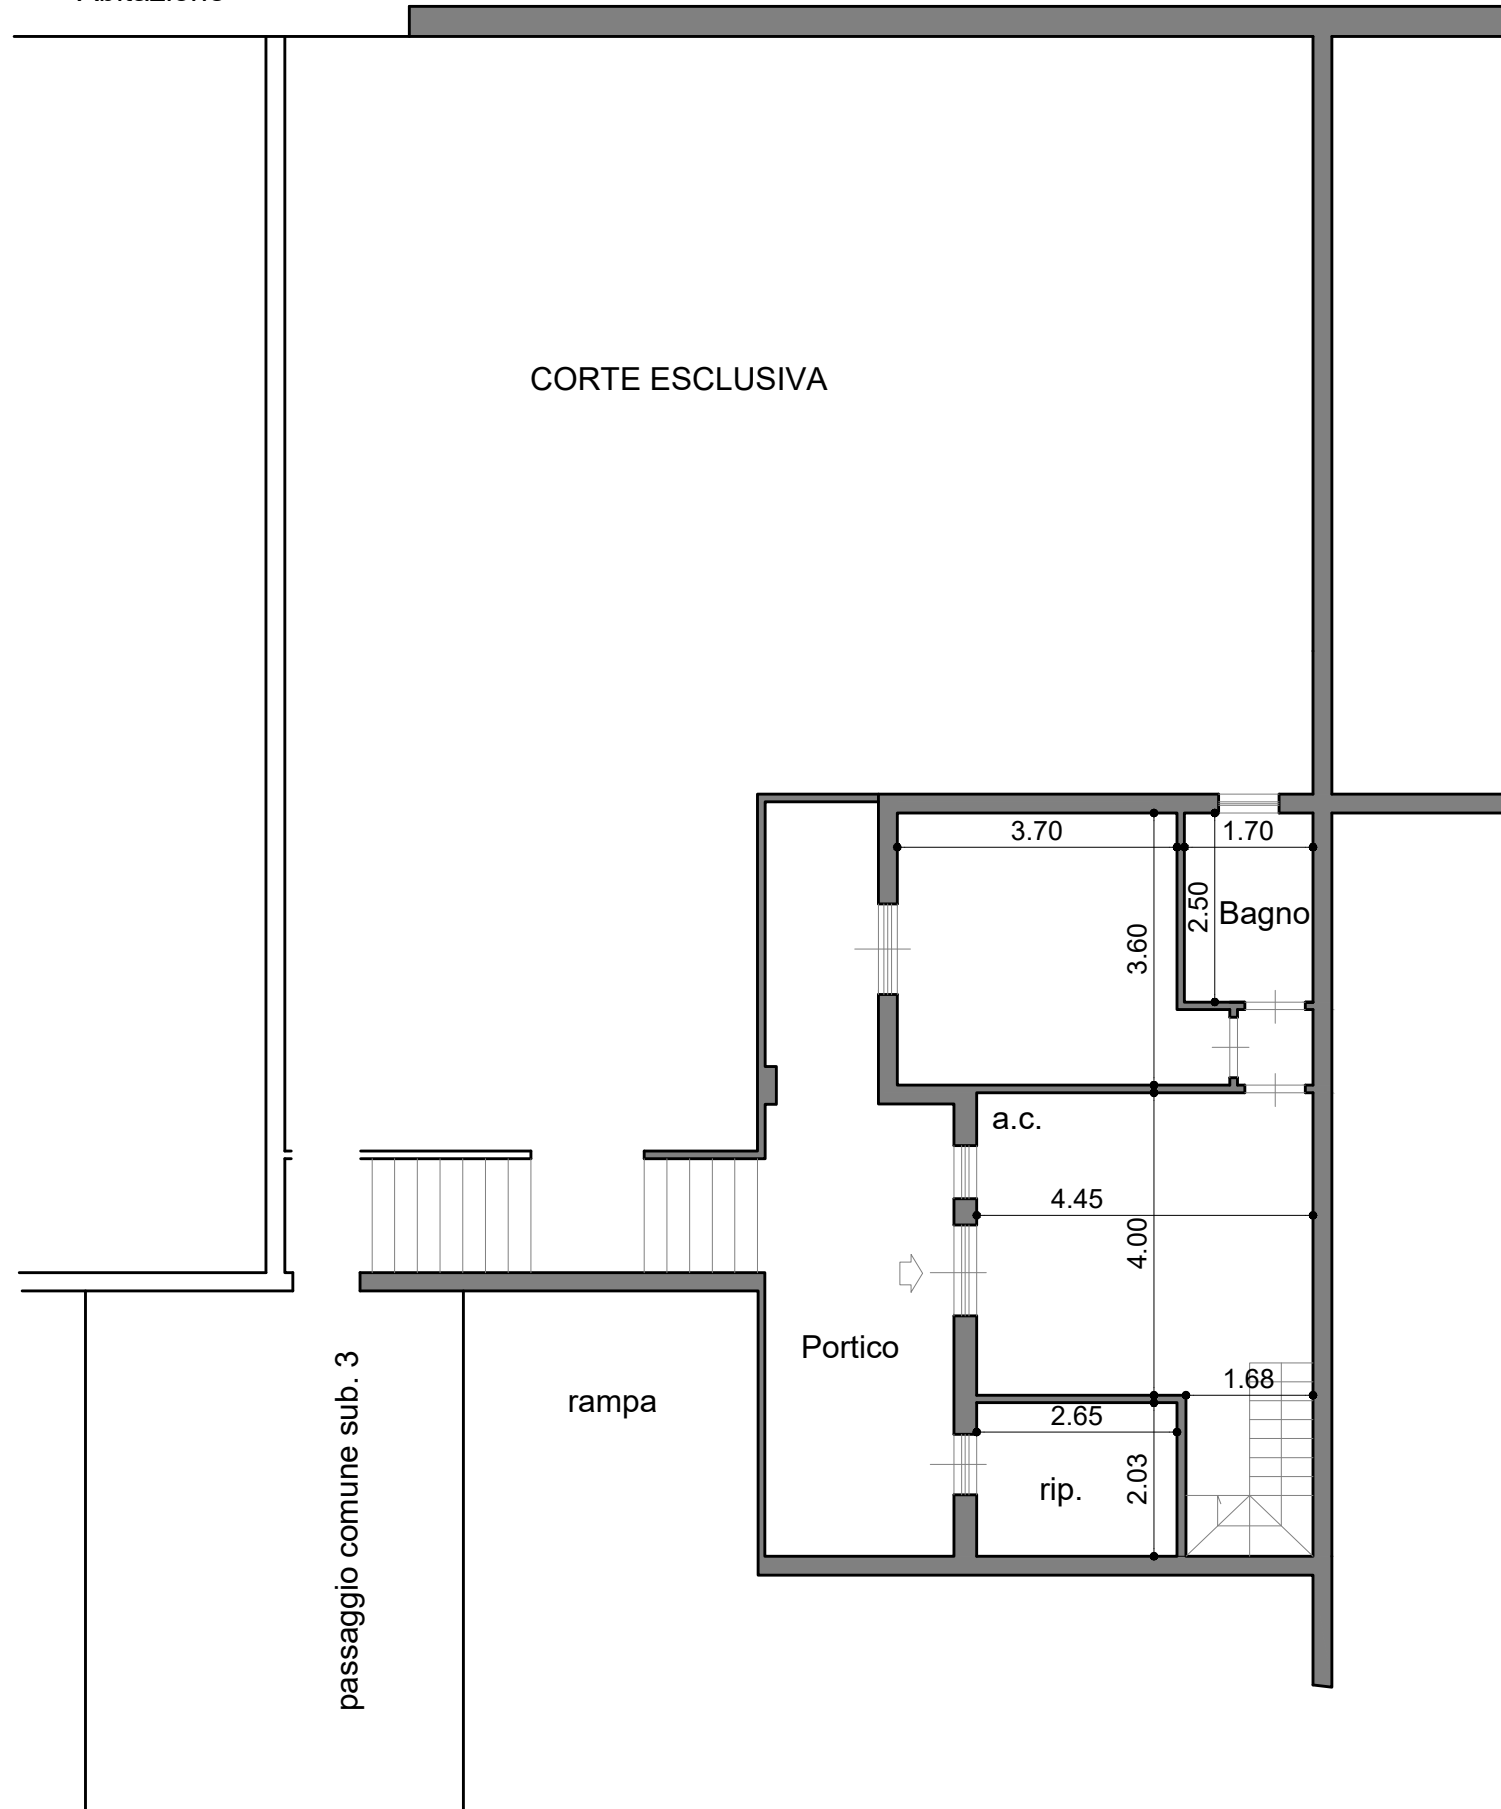 CORTE ESCLUSIVA
3.70
1.70
2.50
Bagno
3.60
a.c.
4.45
4.00
Portico
1.68
rampa
2.65
rip.
2.03
passaggio comune sub. 3